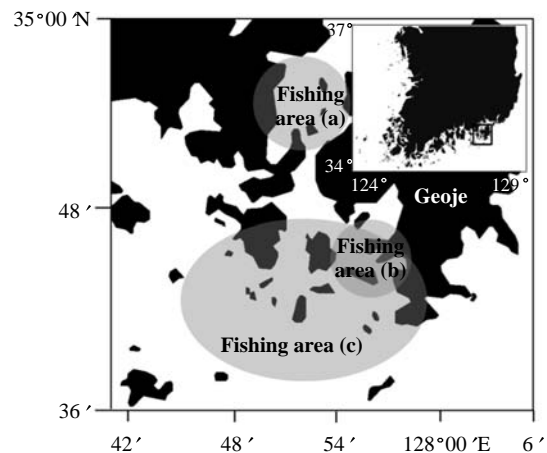 35°00 ′ N
37°
Fishing
area (a)
34°
124°
129°
Geoje
48 ′
Fishing
area (b)
Fishing area (c)
36 ′
42 ′
48 ′
54 ′
128°00 ′ E
6 ′